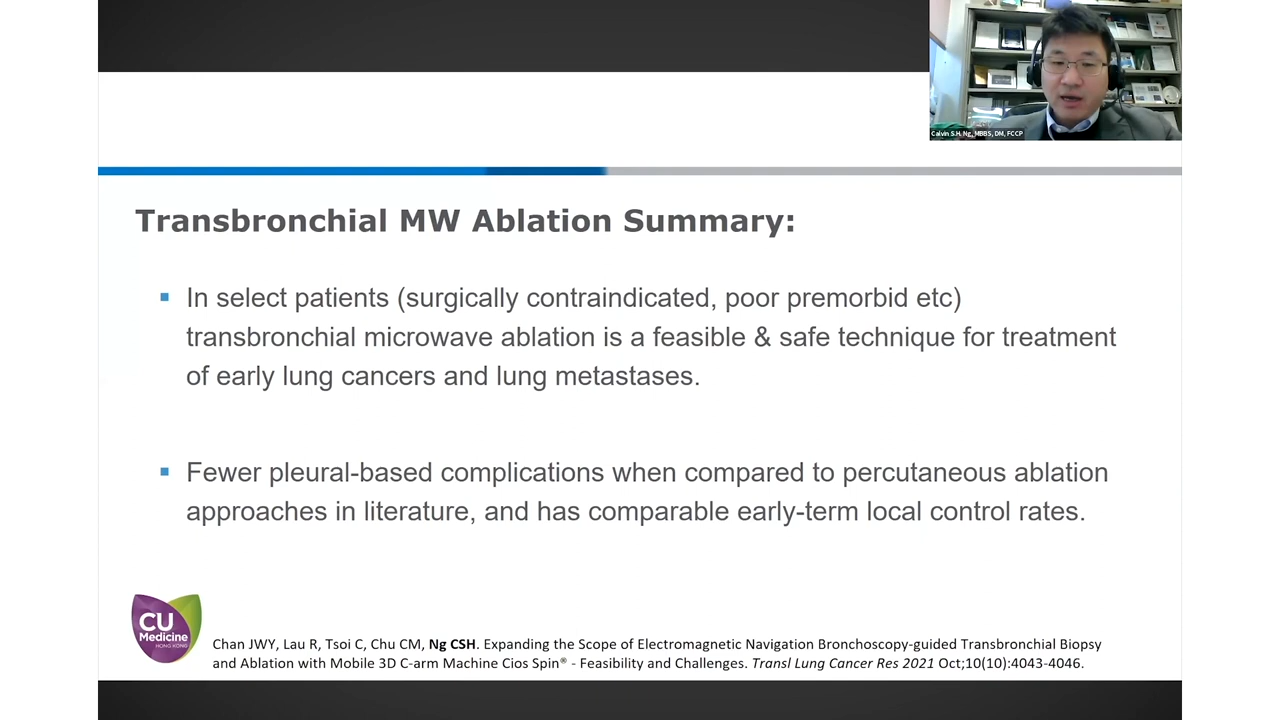 Calvin S.H. Ng, MBBS, DM, FCCP
Transbronchial MW Ablation Summary:
In select patients (surgically contraindicated, poor premorbid etc)
transbronchial microwave ablation is a feasible & safe technique for treatment
of early lung cancers and lung metastases.
Fewer pleural-based complications when compared to percutaneous ablation
approaches in literature, and has comparable early-term local control rates.
CU
Medicine
HONG KONG
Chan JWY, Lau R, Tsoi C, Chu CM, Ng CSH. Expanding the Scope of Electromagnetic Navigation Bronchoscopy-guided Transbronchial Biopsy
and Ablation with Mobile 3D C-arm Machine Cios Spin® - Feasibility and Challenges. Transl Lung Cancer Res 2021 Oct;10(10):4043-4046.